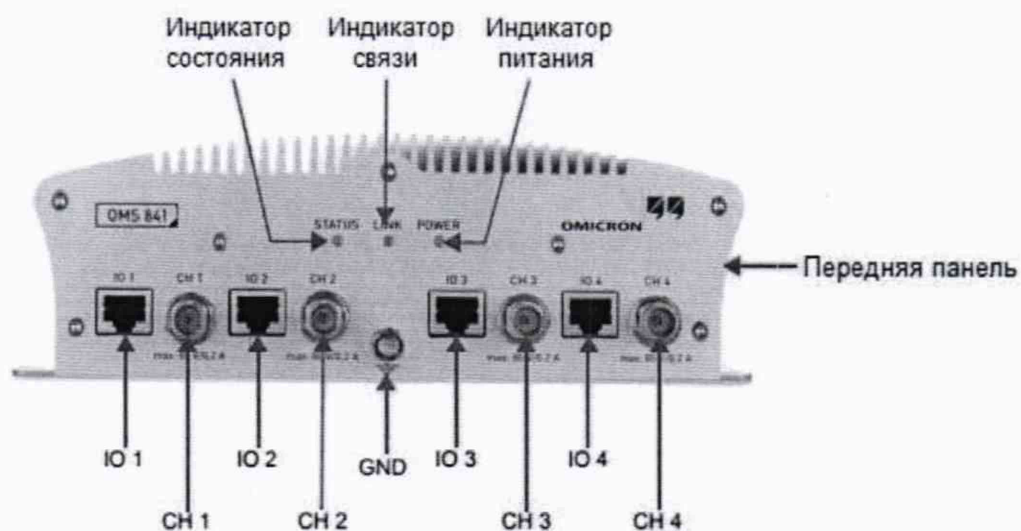 Индикатор состояния
Индикатор связи
Индикатор питания
OMS 841
STATUS LINK POWER
OMICRON
Передняя панель
IO 1 CH 1 IO 2 CH 2 IO 3 CH 3 IO 4 CH 4
IO 1 IO 2 GND IO 3 IO 4
CH 1 CH 2 CH 3 CH 4